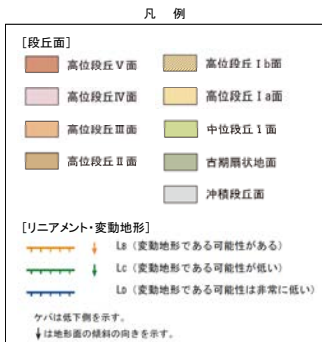 凡 例
[段丘面]
高位段丘Ⅴ面
高位段丘Ⅳ面
高位段丘Ⅲ面
高位段丘Ⅱ面
高位段丘Ⅰb面
高位段丘Ⅰa面
中位段丘1面
古期扇状地面
沖積段丘面
[リニアメント・変動地形]
LB (変動地形である可能性がある)
LC (変動地形である可能性が低い)
LD (変動地形である可能性は非常に低い)
ケバは低下側を示す。
↓は地形面の傾斜の向きを示す。